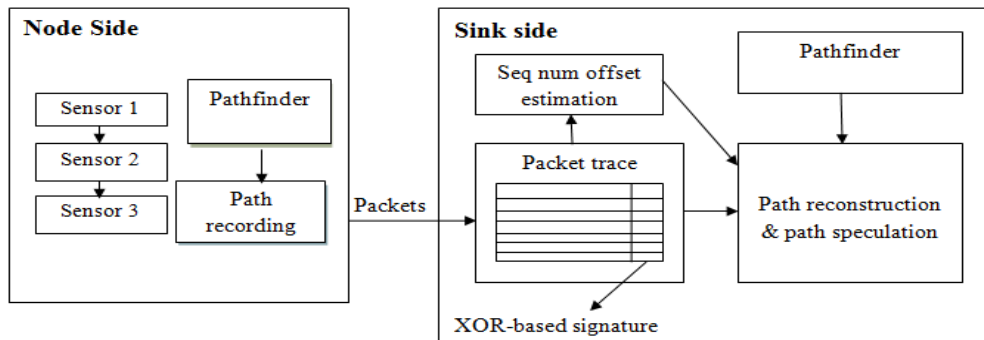 Node Side
Sensor 1
Sensor 2
Sensor 3
Pathfinder
Path
recording
Packets
Sink side
Seq num offset
estimation
Pathfinder
Packet trace
Path reconstruction
& path speculation
XOR-based signature